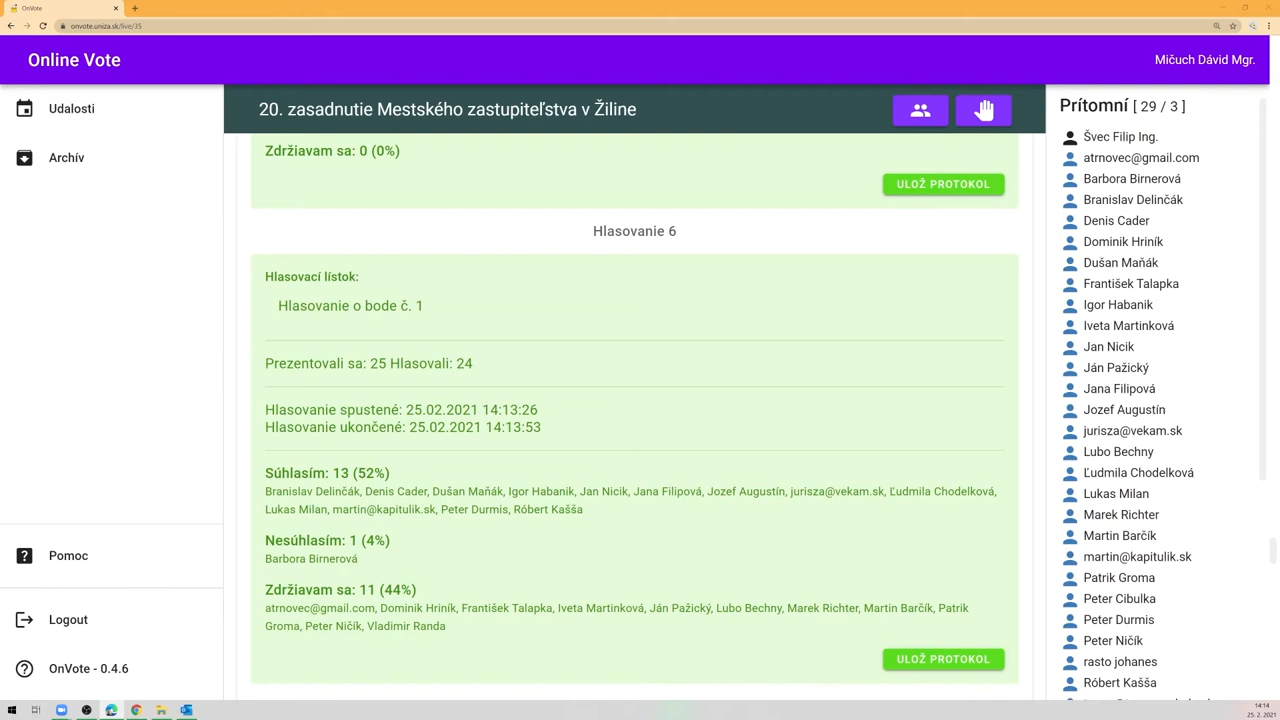 OnVote
onvote.uniza.sk/live/35
Online Vote
Mičuch Dávid Mgr.
Udalosti
Archív
Pomoc
Logout
OnVote - 0.4.6
20. zasadnutie Mestského zastupiteľstva v Žiline
Zdržiavam sa: 0 (0%)
ULOŽ PROTOKOL
Hlasovanie 6
Hlasovací lístok:
Hlasovanie o bode č. 1
Prezentovali sa: 25 Hlasovali: 24
Hlasovanie spustené: 25.02.2021 14:13:26
Hlasovanie ukončené: 25.02.2021 14:13:53
Súhlasím: 13 (52%)
Branislav Delinčák, Denis Cader, Dušan Maňák, Igor Habanik, Jan Nicik, Jana Filipová, Jozef Augustín, jurisza@vekam.sk, Ľudmila Chodelková,
Lukas Milan, martin@kapitulik.sk, Peter Durmis, Róbert Kašša
Nesúhlasím: 1 (4%)
Barbora Birnerová
Zdržiavam sa: 11 (44%)
atrnovec@gmail.com, Dominik Hriník, František Talapka, Iveta Martinková, Ján Pažický, Lubo Bechny, Marek Richter, Martin Barčík, Patrik
Groma, Peter Ničík, Vladimir Randa
ULOŽ PROTOKOL
Prítomní [ 29 / 3 ]
Švec Filip Ing.
atrnovec@gmail.com
Barbora Birnerová
Branislav Delinčák
Denis Cader
Dominik Hriník
Dušan Maňák
František Talapka
Igor Habanik
Iveta Martinková
Jan Nicik
Ján Pažický
Jana Filipová
Jozef Augustín
jurisza@vekam.sk
Lubo Bechny
Ľudmila Chodelková
Lukas Milan
Marek Richter
Martin Barčík
martin@kapitulik.sk
Patrik Groma
Peter Cibulka
Peter Durmis
Peter Ničík
rasto johanes
Róbert Kašša
14:14
25. 2. 2021